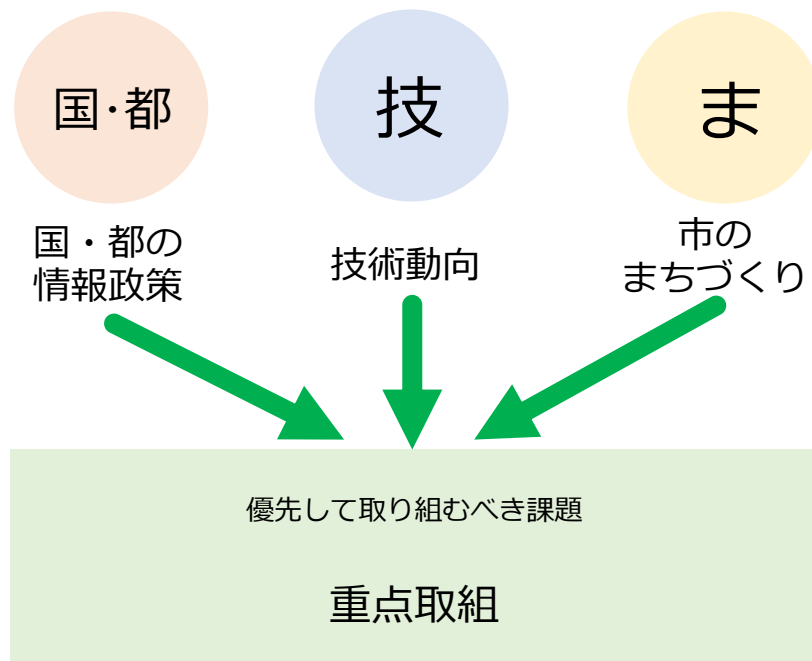 国・都
技
ま
国・都の
情報政策
技術動向
市の
まちづくり
優先して取り組むべき課題
重点取組